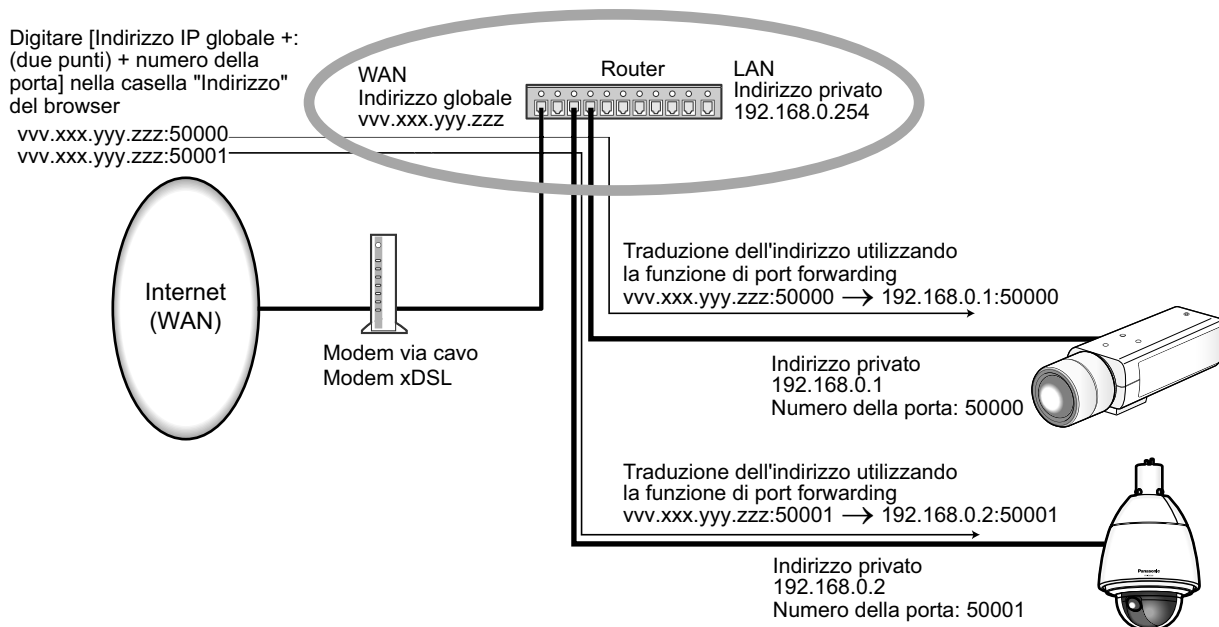 Digitare [Indirizzo IP globale +:
(due punti) + numero della
porta] nella casella "Indirizzo"
del browser
vvv.xxx.yyy.zzz:50000
vvv.xxx.yyy.zzz:50001
WAN
Indirizzo globale
vvv.xxx.yyy.zzz
Router
LAN
Indirizzo privato
192.168.0.254
Internet
(WAN)
Modem via cavo
Modem xDSL
Traduzione dell'indirizzo utilizzando
la funzione di port forwarding
vvv.xxx.yyy.zzz:50000 → 192.168.0.1:50000
Indirizzo privato
192.168.0.1
Numero della porta: 50000
Traduzione dell'indirizzo utilizzando
la funzione di port forwarding
vvv.xxx.yyy.zzz:50001 → 192.168.0.2:50001
Indirizzo privato
192.168.0.2
Numero della porta: 50001
Panasonic